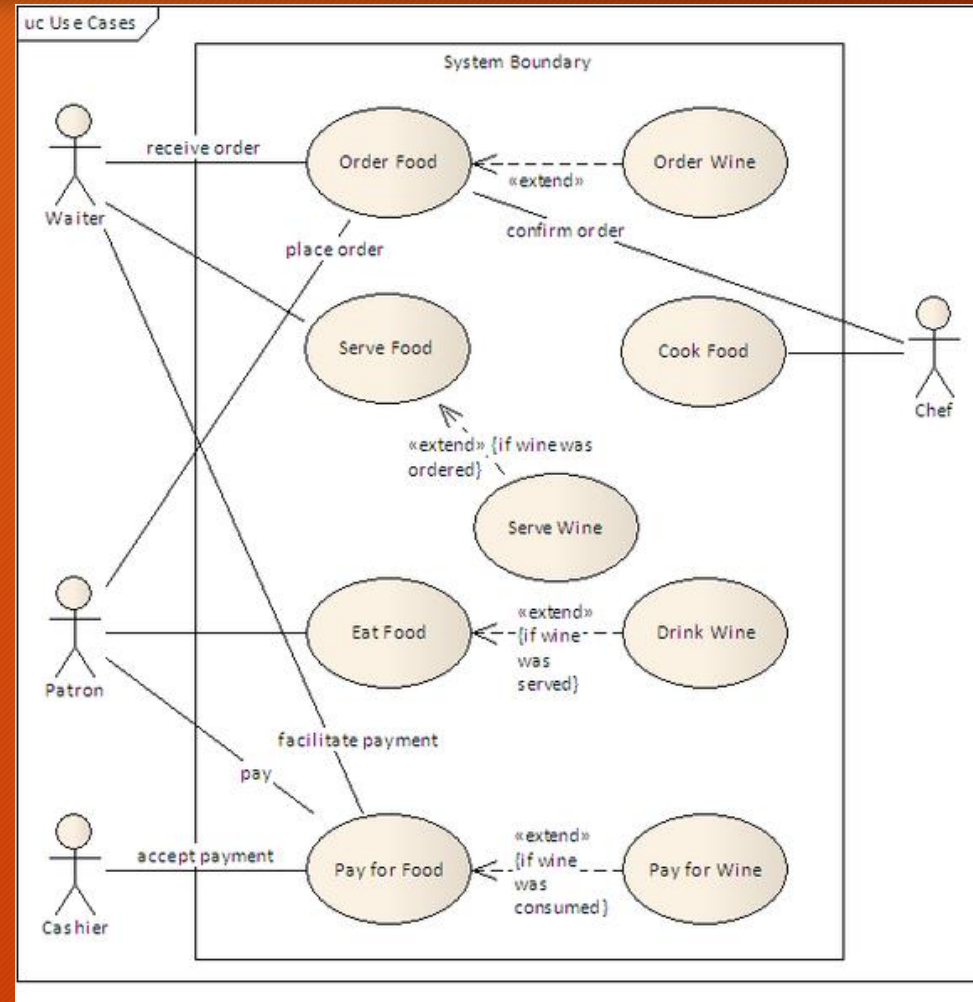 uc Use Cases
System Boundary
receive order
Order Food
Order Wine
«extend»
Waiter
confirm order
place order
Serve Food
Cook Food
Chef
«extend» {if wine was
ordered}
Serve Wine
«extend»
{if wine
was
served}
Eat Food
Drink Wine
Patron
facilitate payment
pay
«extend»
{if wine
was
consumed}
accept payment
Pay for Food
Pay for Wine
Cashier